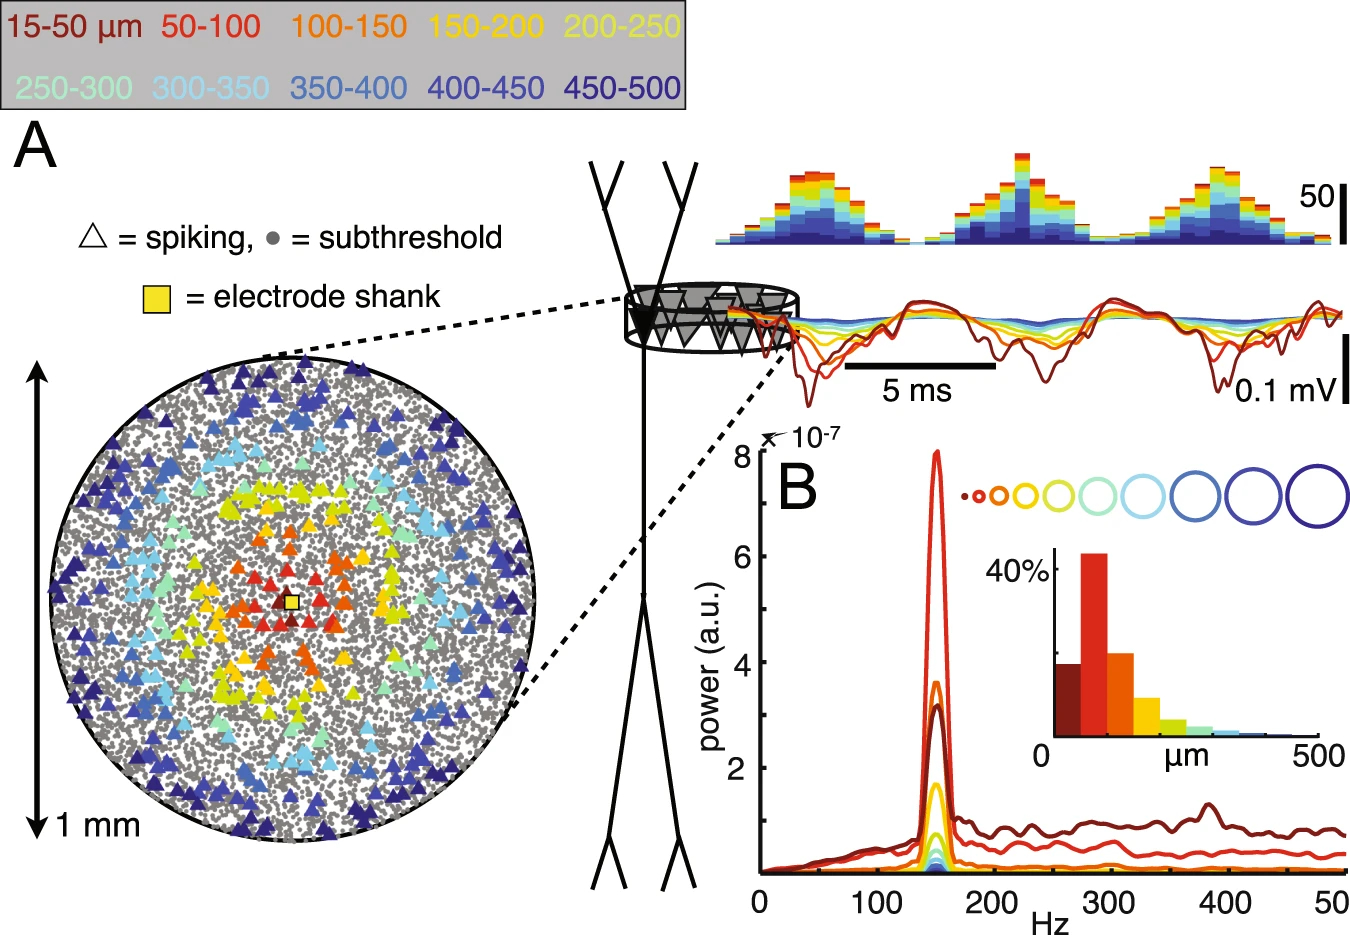 15-50 µm 50-100 100-150 150-200 200-250
250-300 300-350 350-400 400-450 450-500
A
△ = spiking, ● = subthreshold
= electrode shank
1 mm
50
5 ms
0.1 mV
B
× 10-7
8
6
4
2
power (a.u.)
0 100 200 300 400 50
Hz
40%
0 µm 500